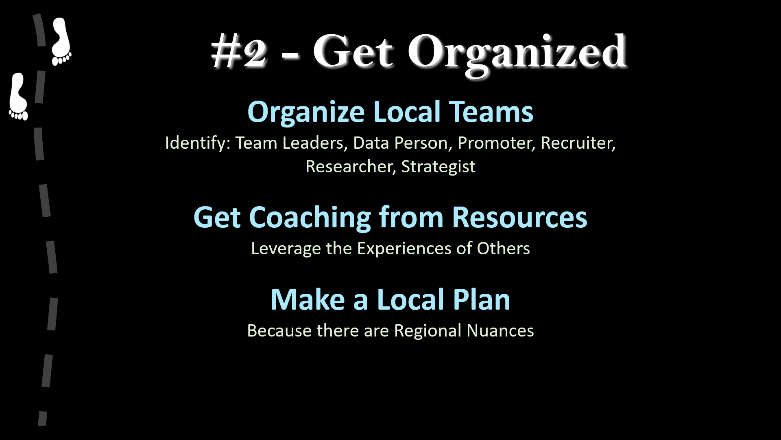 #2 - Get Organized
Organize Local Teams
Identify: Team Leaders, Data Person, Promoter, Recruiter,
Researcher, Strategist
Get Coaching from Resources
Leverage the Experiences of Others
Make a Local Plan
Because there are Regional Nuances